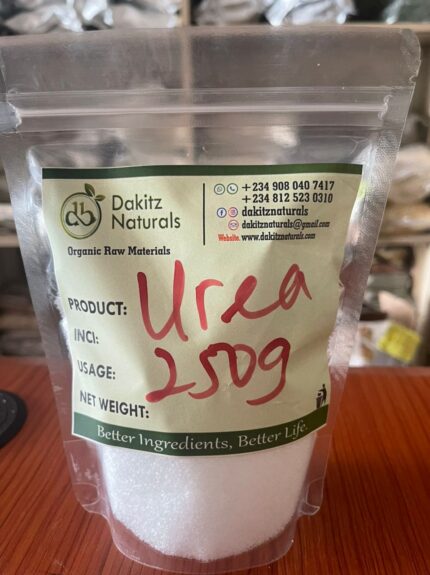 db
Dakitz
Naturals
Organic Raw Materials
+ 234 908 040 7417
+ 234 812 523 0310
dakitznaturals
dakitznaturals@gmail.com
Website. www.dakitznaturals.com
PRODUCT: Urea
INCI:
USAGE: 250g
NET WEIGHT:
Better Ingredients, Better Life.